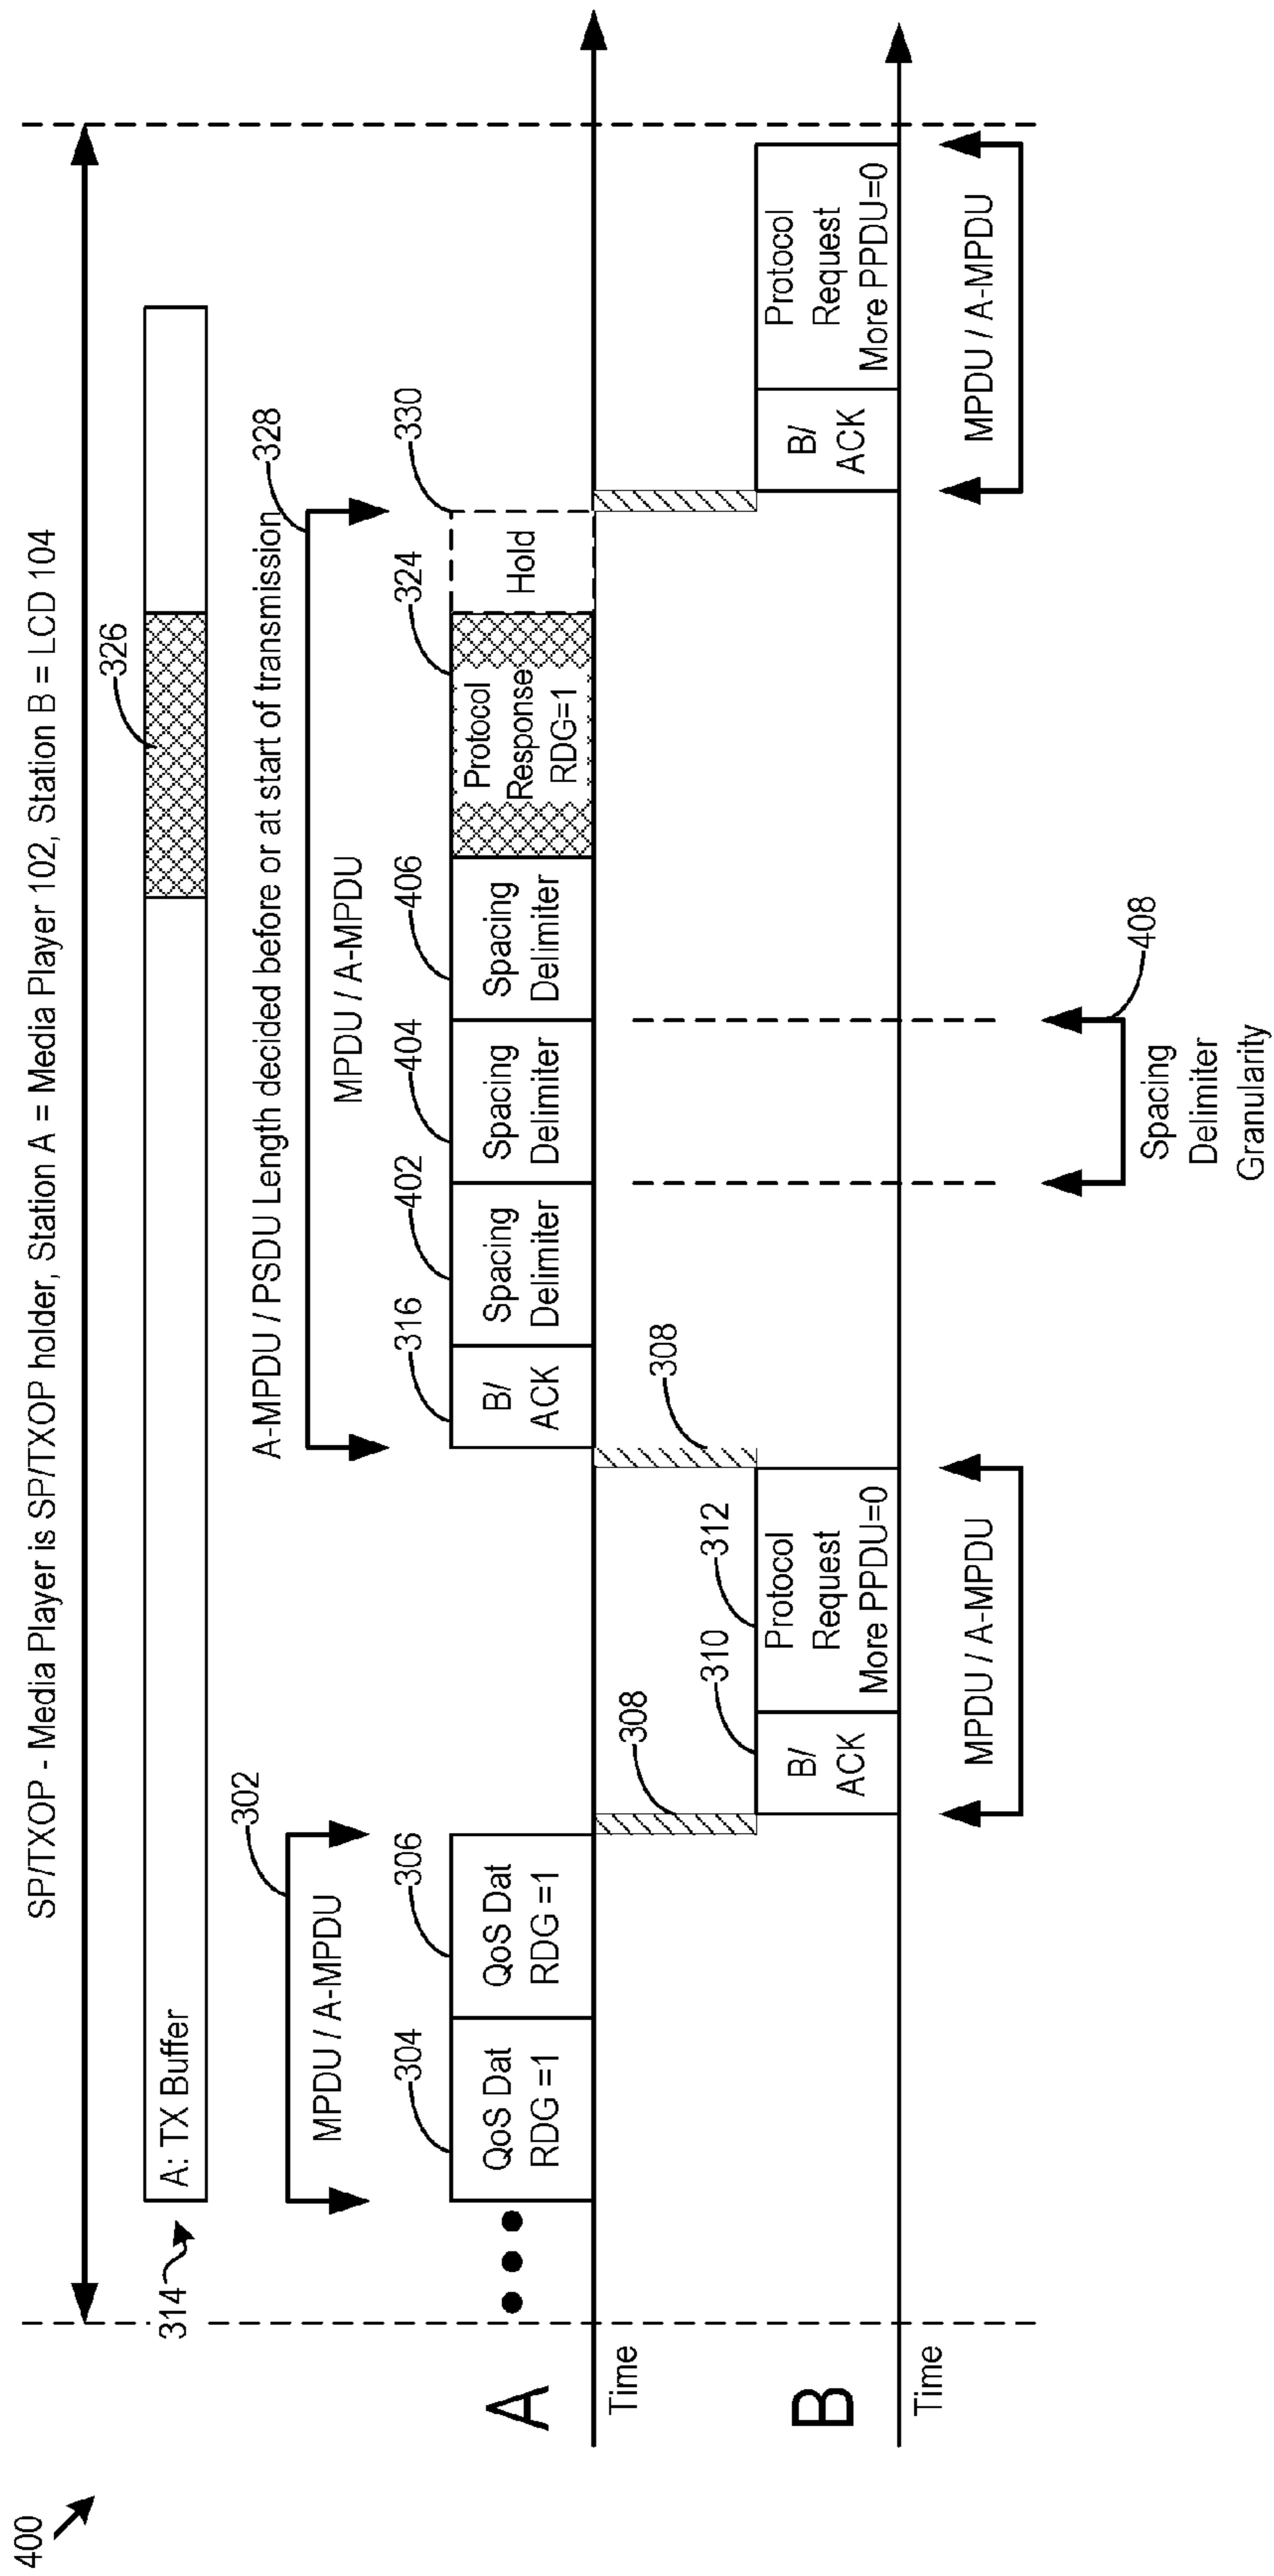 400
SP/TXOP - Media Player is SP/TXOP holder, Station A = Media Player 102, Station B = LCD 104
314
A: TX Buffer
326
302
MPDU / A-MPDU
A-MPDU / PSDU Length decided before or at start of transmission
328
MPDU / A-MPDU
A
Time
304
QoS Dat
RDG =1
306
QoS Dat
RDG =1
316
B/
ACK
402
Spacing
Delimiter
404
Spacing
Delimiter
406
Spacing
Delimiter
324
Protocol
Response
RDG=1
330
Hold
308
308
B
Time
310
B/
ACK
312
Protocol
Request
More PPDU=0
B/
ACK
Protocol
Request
More PPDU=0
MPDU / A-MPDU
MPDU / A-MPDU
408
Spacing
Delimiter
Granularity